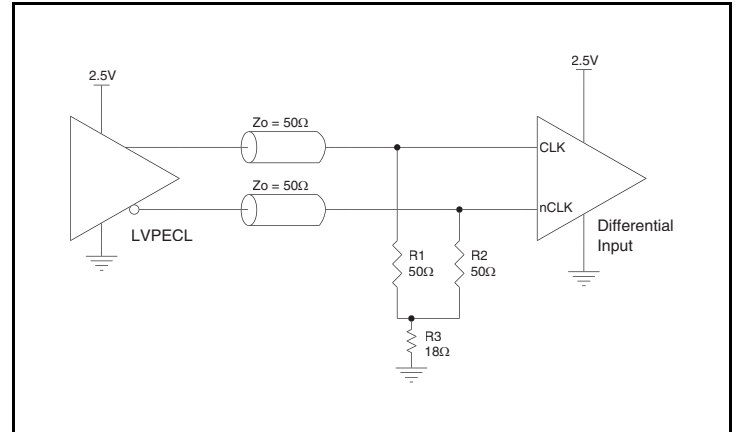 2.5V
2.5V
Zo = 50Ω
CLK
Zo = 50Ω
nCLK
LVPECL
Differential
Input
R1
50Ω
R2
50Ω
R3
18Ω